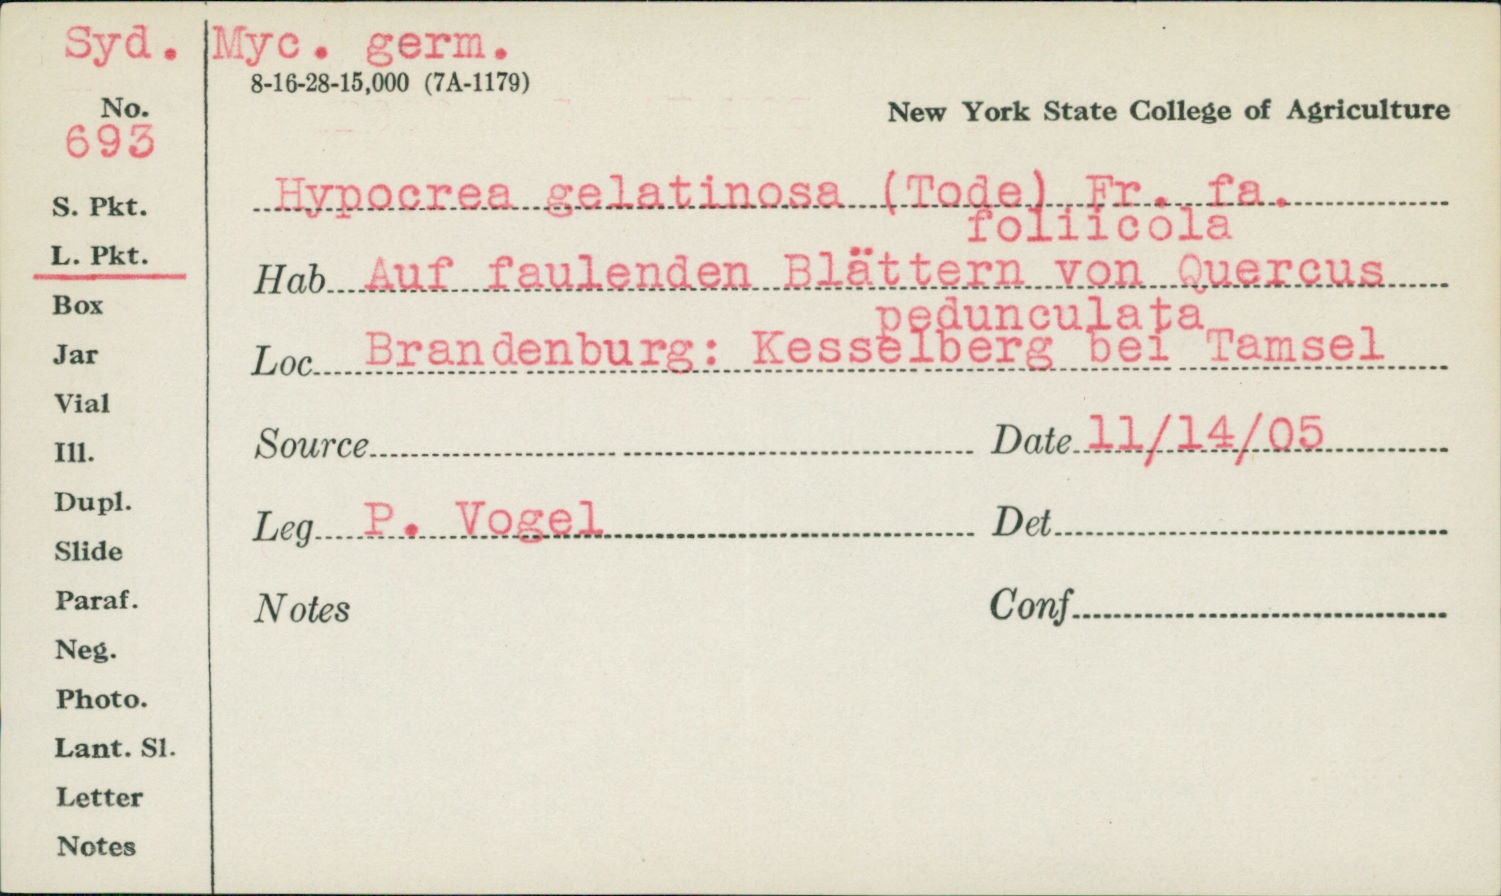 Syd. Myc. germ.
8-16-28-15,000 (7A-1179)
No.
693
New York State College of Agriculture
S. Pkt.
Hypocrea gelatinosa (Tode) Fr. fa.
foliicola
L. Pkt.
Hab Auf faulenden Blättern von Quercus
pedunculata
Box
Jar
Loc Brandenburg: Kesselberg bei Tamsel
Vial
Ill.
Source Date 11/14/05
Dupl.
Leg P. Vogel Det
Slide
Paraf.
Notes Conf
Neg.
Photo.
Lant. Sl.
Letter
Notes